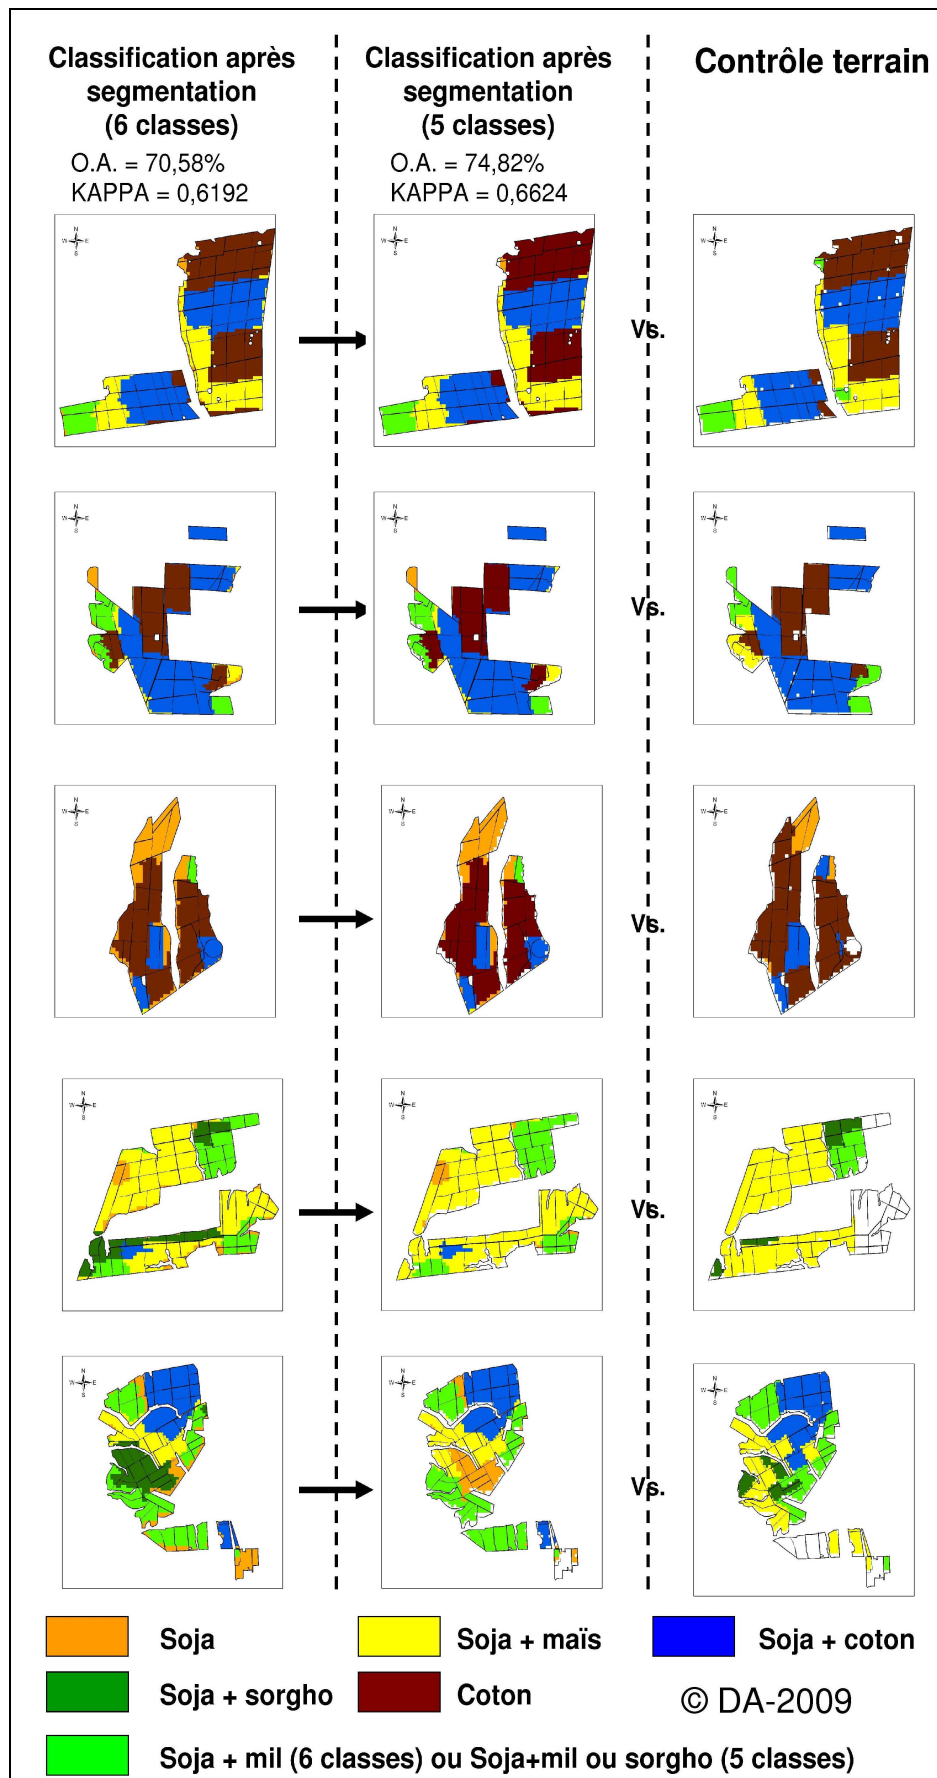 Classification après
segmentation
(6 classes)
O.A. = 70,58%
KAPPA = 0,6192
Classification après
segmentation
(5 classes)
O.A. = 74,82%
KAPPA = 0,6624
Contrôle terrain
N
W E
S
N
W E
S
Vs.
N
W E
S
N
W E
S
N
W E
S
Vs.
N
W E
S
N
W E
S
N
W E
S
Vs.
N
W E
S
N
W E
S
N
W E
S
Vs.
N
W E
S
N
W E
S
N
W E
S
Vs.
N
W E
S
Soja
Soja + maïs
Soja + coton
Soja + sorgho
Coton
© DA-2009
Soja + mil (6 classes) ou Soja+mil ou sorgho (5 classes)